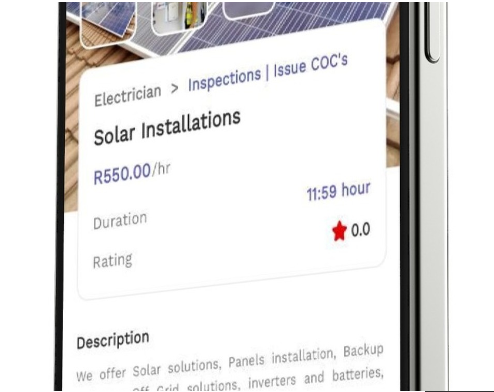 Electrician > Inspections | Issue COC's
Solar Installations
R550.00/hr
Duration 11:59 hour
Rating 0.0
Description
We offer Solar solutions, Panels installation, Backup
Off Grid solutions, inverters and batteries,